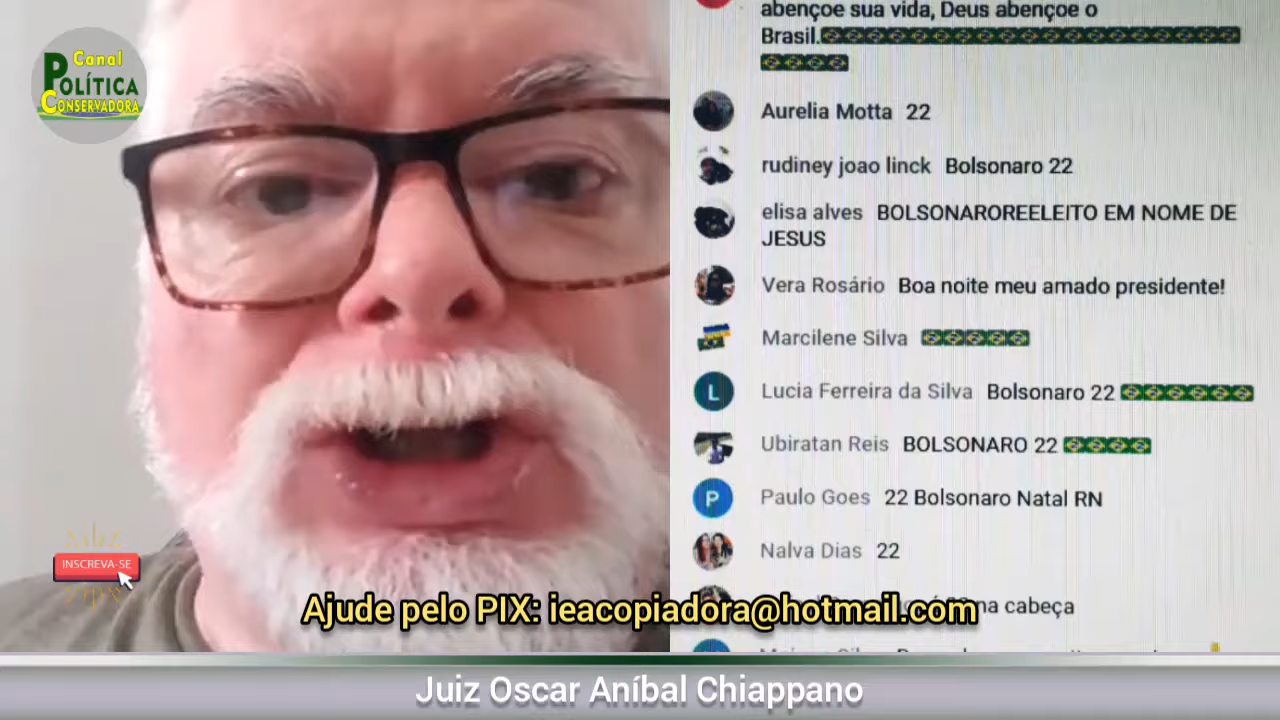 Canal
POLÍTICA
CONSERVADORA
abençoe sua vida, Deus abençoe o
Brasil.
Aurelia Motta 22
rudiney joao linck Bolsonaro 22
elisa alves BOLSONAROREELEITO EM NOME DE
JESUS
Vera Rosário Boa noite meu amado presidente!
Marcilene Silva
L Lucia Ferreira da Silva Bolsonaro 22
Ubiratan Reis BOLSONARO 22
P Paulo Goes 22 Bolsonaro Natal RN
Nalva Dias 22
na cabeça
INSCREVA-SE
Ajude pelo PIX: ieacopiadora@hotmail.com
Juiz Oscar Aníbal Chiappano